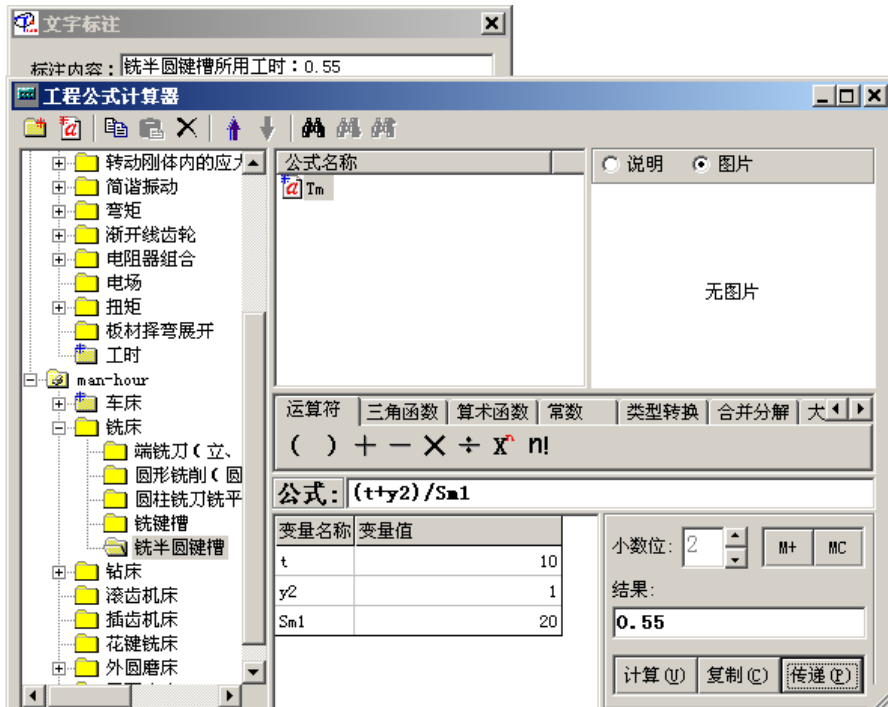 文字标注
标注内容：铣半圆键槽所用工时：0.55
工程公式计算器
转动刚体内的应力
简谐振动
弯矩
渐开线齿轮
电阻器组合
电场
扭矩
板材择弯展开
工时
man-hour
车床
铣床
端铣刀(立、
圆形铣削(圆
圆柱铣刀铣平
铣键槽
铣半圆键槽
钻床
滚齿机床
插齿机床
花键铣床
外圆磨床
公式名称
Tm
说明 图片
无图片
运算符 三角函数 算术函数 常数 类型转换 合并分解 大
( ) + − × ÷ Xⁿ n!
公式: (t+y2)/Sm1
变量名称 变量值
t 10
y2 1
Sm1 20
小数位: 2 M+ MC
结果:
0.55
计算(U) 复制(C) 传递(P)